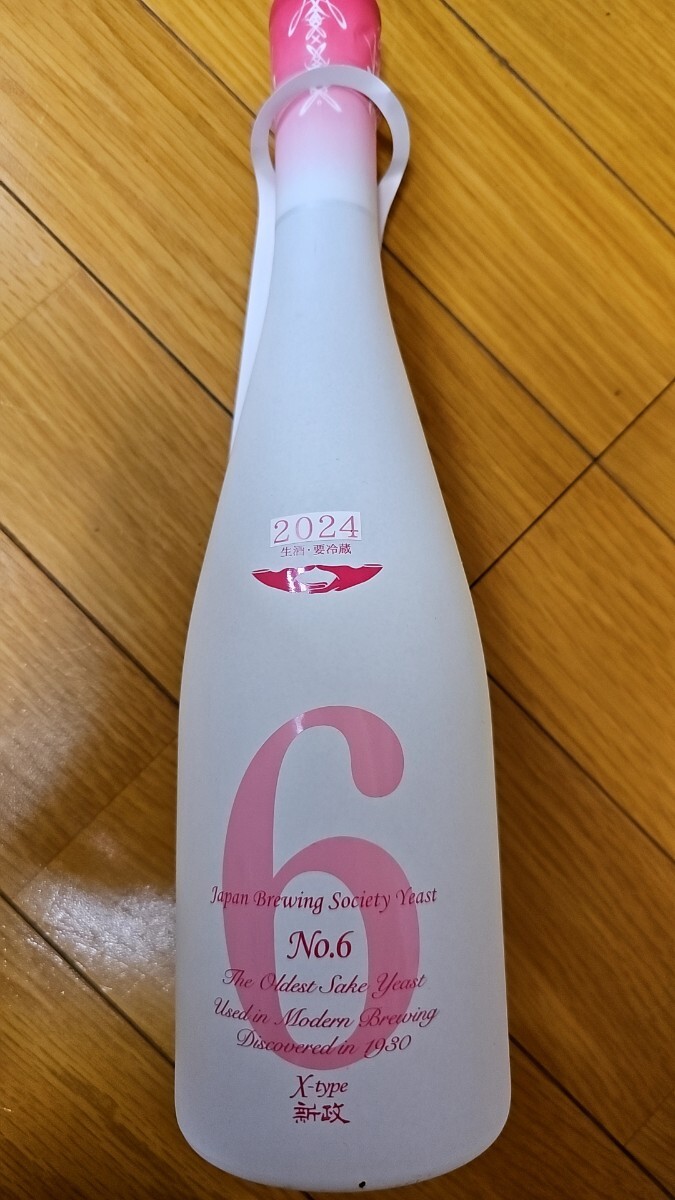 2024
生酒・要冷蔵
6
Japan Brewing Society Yeast
No.6
The Oldest Sake Yeast
Used in Modern Brewing
Discovered in 1930
X-type
新政